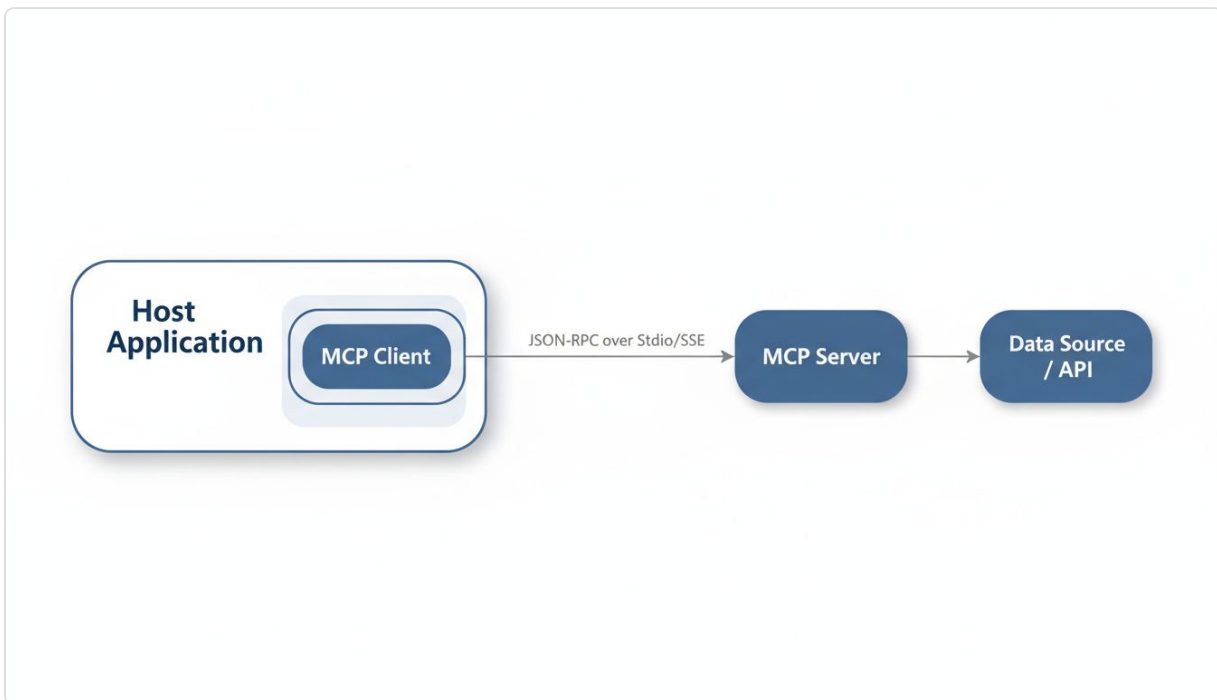 Host
Application
MCP Client
JSON-RPC over Stdio/SSE
MCP Server
Data Source
/ API